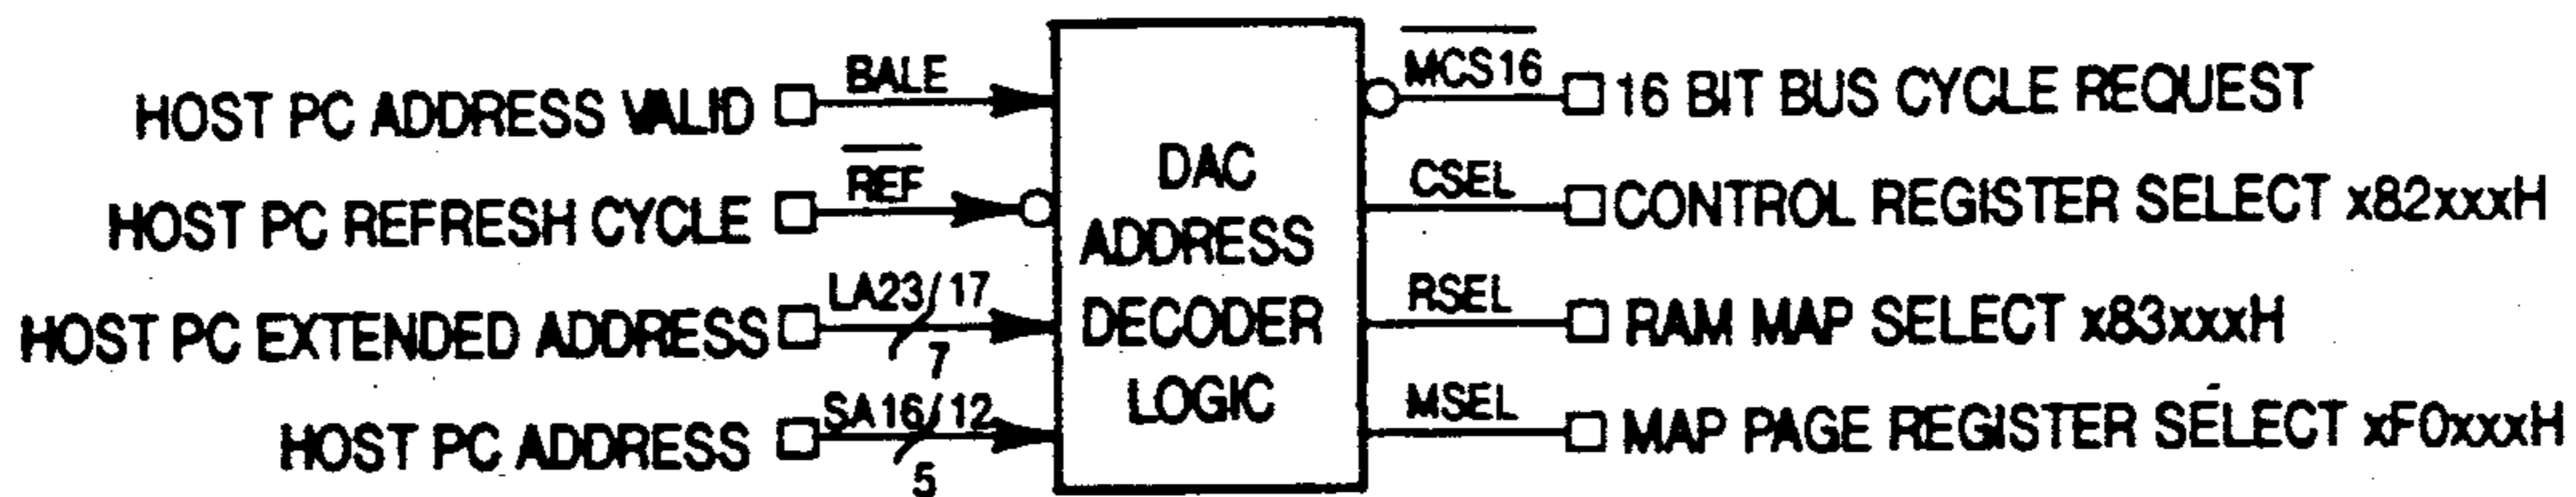 HOST PC ADDRESS VALID
BALE
HOST PC REFRESH CYCLE
REF
HOST PC EXTENDED ADDRESS
LA23/17
7
HOST PC ADDRESS
SA16/12
5
DAC
ADDRESS
DECODER
LOGIC
MCS16
16 BIT BUS CYCLE REQUEST
CSEL
CONTROL REGISTER SELECT x82xxxH
RSEL
RAM MAP SELECT x83xxxH
MSEL
MAP PAGE REGISTER SELECT xF0xxxH